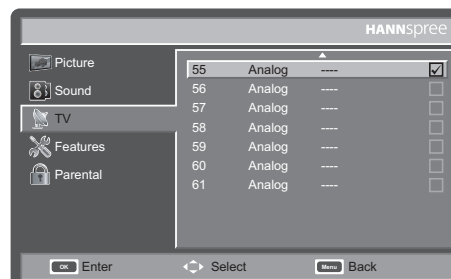 HANNspree
Picture
Sound
TV
Features
Parental
55 Analog ----
56 Analog ----
57 Analog ----
58 Analog ----
59 Analog ----
60 Analog ----
61 Analog ----
OK Enter Select Menu Back